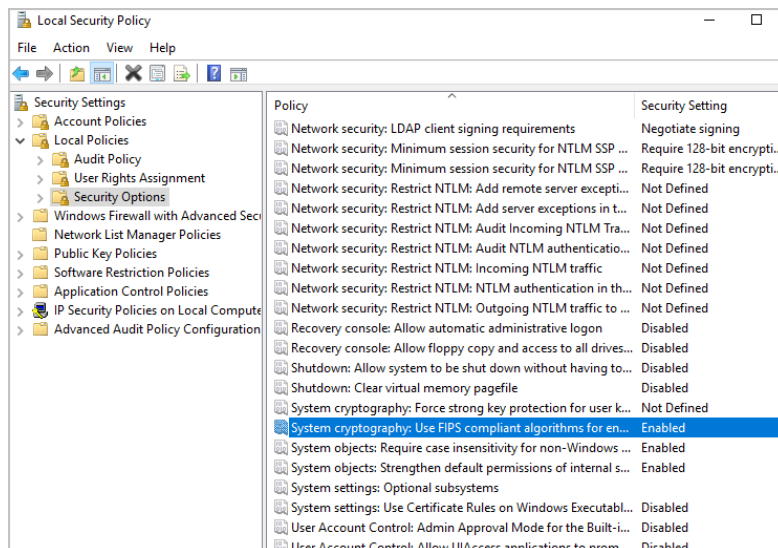 Local Security Policy
File Action View Help
Security Settings
Account Policies
Local Policies
Audit Policy
User Rights Assignment
Security Options
Windows Firewall with Advanced Secu
Network List Manager Policies
Public Key Policies
Software Restriction Policies
Application Control Policies
IP Security Policies on Local Compute
Advanced Audit Policy Configuration
Policy Security Setting
Network security: LDAP client signing requirements Negotiate signing
Network security: Minimum session security for NTLM SSP ... Require 128-bit encrypti...
Network security: Minimum session security for NTLM SSP ... Require 128-bit encrypti...
Network security: Restrict NTLM: Add remote server excepti... Not Defined
Network security: Restrict NTLM: Add server exceptions in t... Not Defined
Network security: Restrict NTLM: Audit Incoming NTLM Tra... Not Defined
Network security: Restrict NTLM: Audit NTLM authenticatio... Not Defined
Network security: Restrict NTLM: Incoming NTLM traffic Not Defined
Network security: Restrict NTLM: NTLM authentication in th... Not Defined
Network security: Restrict NTLM: Outgoing NTLM traffic to ... Not Defined
Recovery console: Allow automatic administrative logon Disabled
Recovery console: Allow floppy copy and access to all drives... Disabled
Shutdown: Allow system to be shut down without having to... Disabled
Shutdown: Clear virtual memory pagefile Disabled
System cryptography: Force strong key protection for user k... Not Defined
System cryptography: Use FIPS compliant algorithms for en... Enabled
System objects: Require case insensitivity for non-Windows ... Enabled
System objects: Strengthen default permissions of internal s... Enabled
System settings: Optional subsystems
System settings: Use Certificate Rules on Windows Executabl... Disabled
User Account Control: Admin Approval Mode for the Built-i... Disabled
User Account Control: Allow UIAccess applications to prom... Disabled